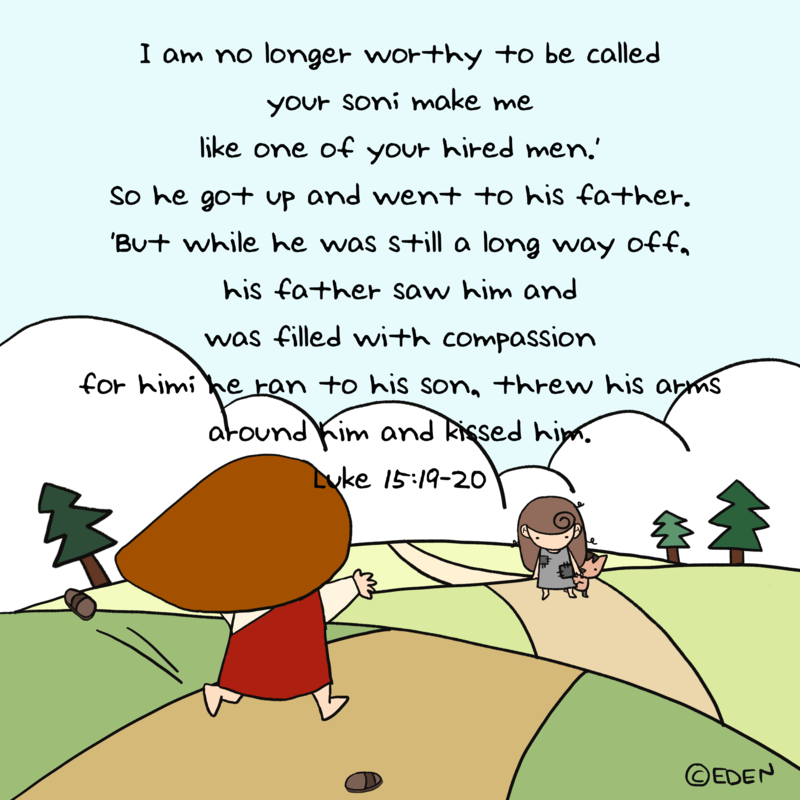 I am no longer worthy to be called
your soni make me
like one of your hired men.'
So he got up and went to his father.
'But while he was still a long way off,
his father saw him and
was filled with compassion
for himi he ran to his son, threw his arms
around him and kissed him.
Luke 15:19-20
©EDEN